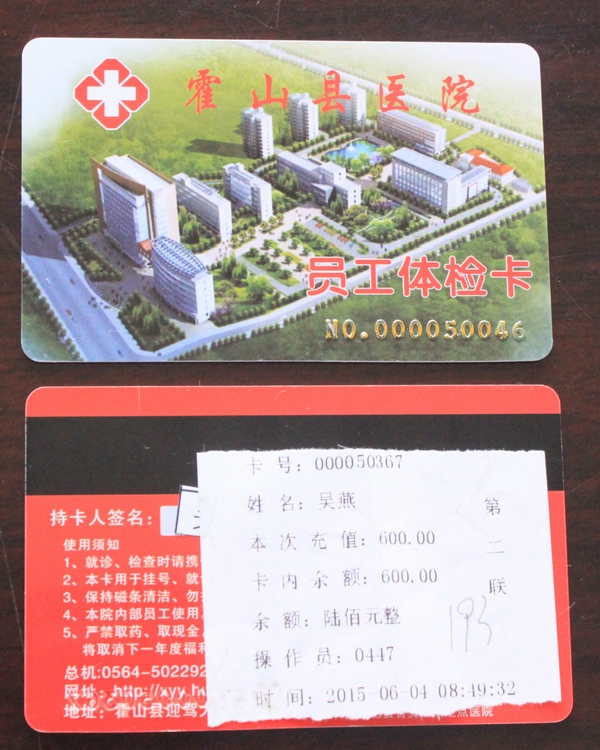 霍山县医院
员工体检卡
NO.000050046
持卡人签名:
使用须知
1、就诊、检查时请携
2、本卡用于挂号、就
3、保持磁条清洁、勿
4、本院内部员工使用
5、严禁取药、取现金,
将取消下一年度福利
总机:0564-502292
网址: http://xyy.hu
地址: 霍山县迎驾大
卡 号: 000050367
姓 名: 吴燕
本 次 充 值: 600.00
卡 内 余 额: 600.00
余 额: 陆佰元整
操 作 员: 0447
时 间: 2015-06-04 08:49:32
第二联
193